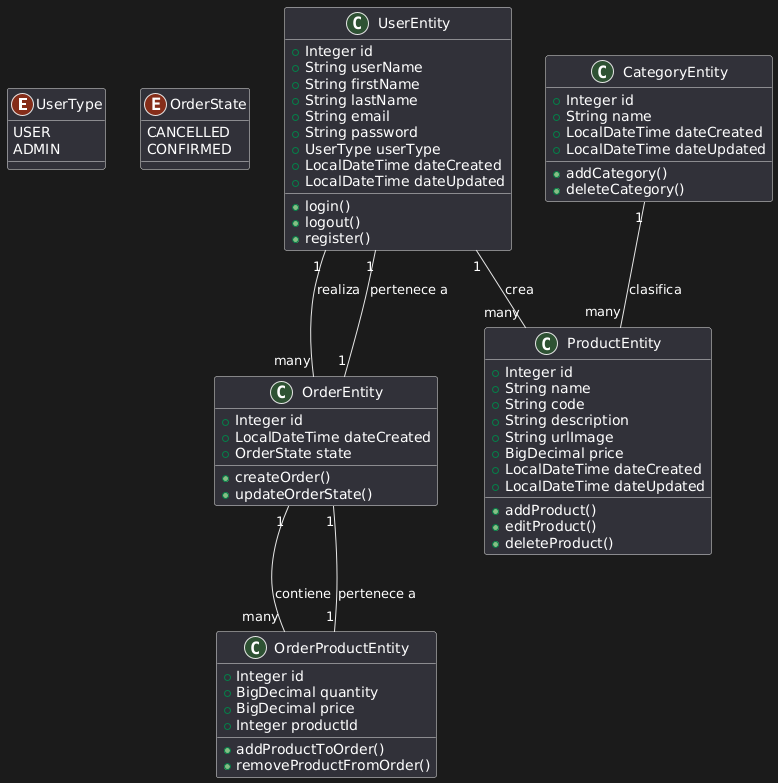 C UserEntity
Integer id
String userName
String firstName
String lastName
String email
String password
UserType userType
LocalDateTime dateCreated
LocalDateTime dateUpdated
login()
logout()
register()
C CategoryEntity
Integer id
String name
LocalDateTime dateCreated
LocalDateTime dateUpdated
addCategory()
deleteCategory()
E UserType
USER
ADMIN
E OrderState
CANCELLED
CONFIRMED
1
realiza
many
1
pertenece a
1
1
crea
many
1
clasifica
many
C ProductEntity
Integer id
String name
String code
String description
String urlImage
BigDecimal price
LocalDateTime dateCreated
LocalDateTime dateUpdated
addProduct()
editProduct()
deleteProduct()
C OrderEntity
Integer id
LocalDateTime dateCreated
OrderState state
createOrder()
updateOrderState()
1
contiene
many
1
pertenece a
1
C OrderProductEntity
Integer id
BigDecimal quantity
BigDecimal price
Integer productId
addProductToOrder()
removeProductFromOrder()